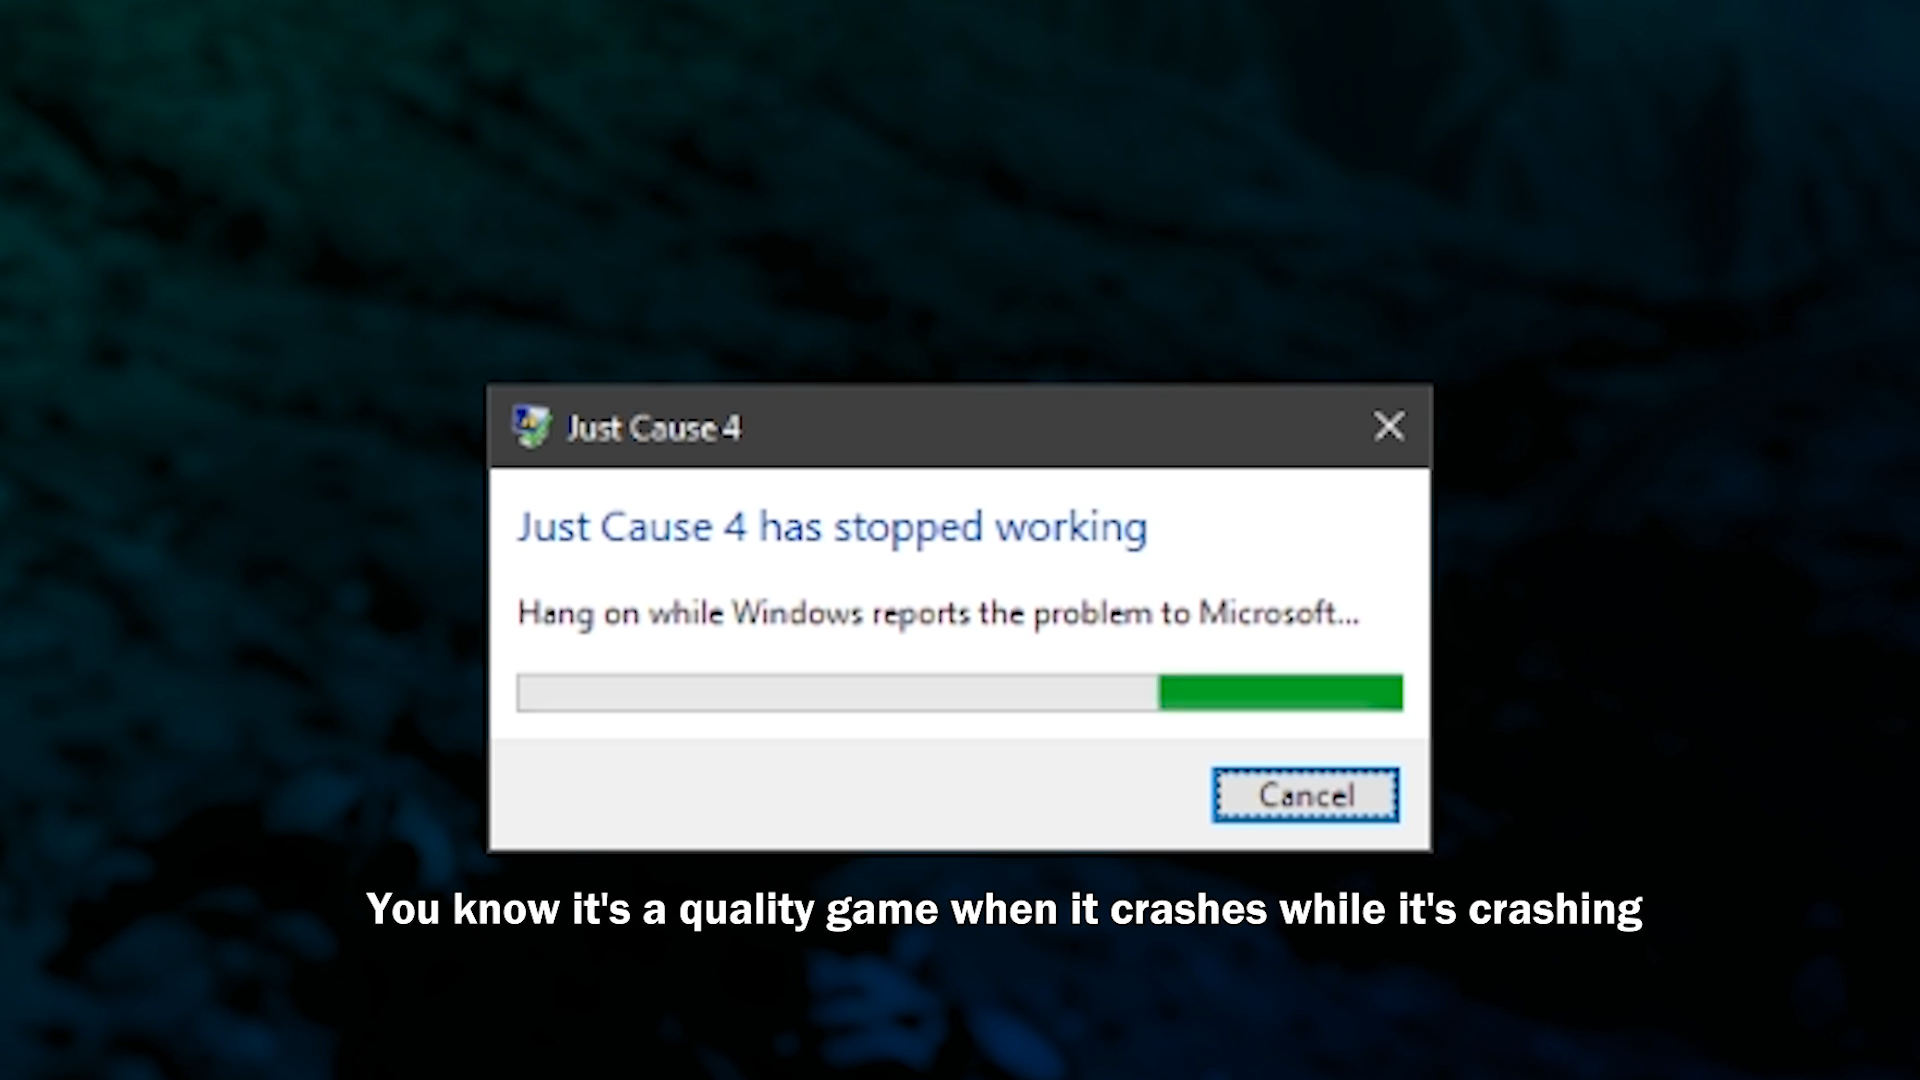 Just Cause 4
Just Cause 4 has stopped working
Hang on while Windows reports the problem to Microsoft...
Cancel
You know it's a quality game when it crashes while it's crashing